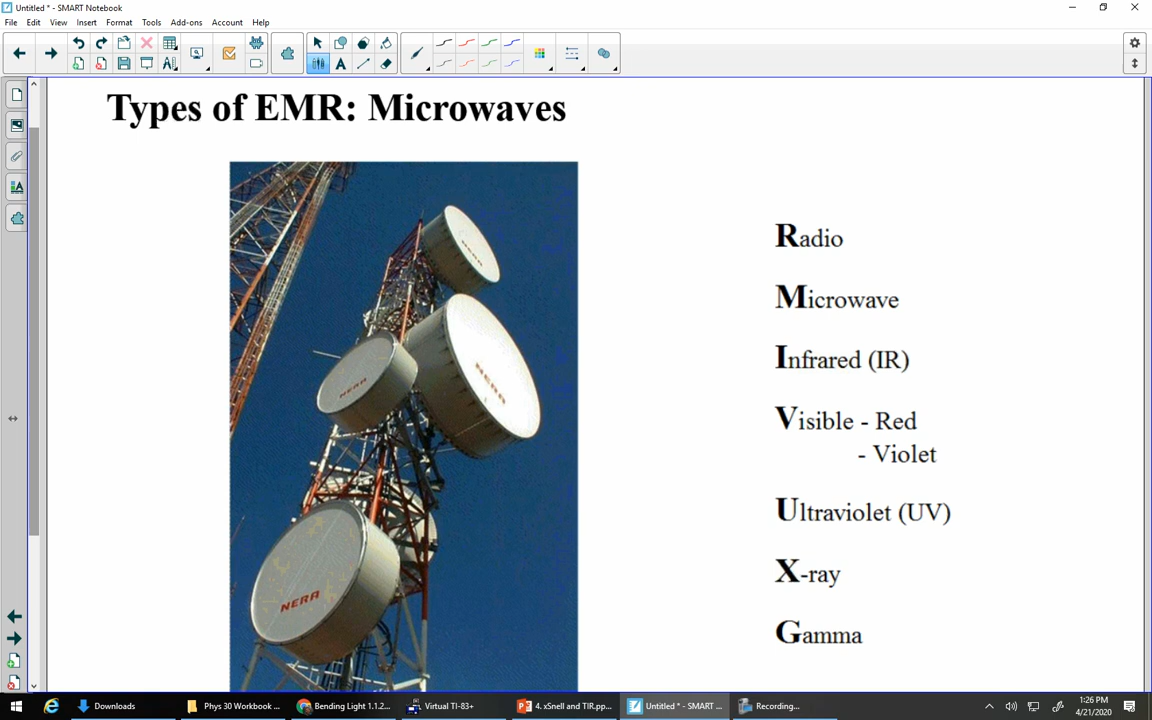 Untitled * - SMART Notebook
File Edit View Insert Format Tools Add-ons Account Help
Types of EMR: Microwaves
NERA
NERA
NERA
NERA
Radio
Microwave
Infrared (IR)
Visible - Red
- Violet
Ultraviolet (UV)
X-ray
Gamma
Downloads
Phys 30 Workbook ...
Bending Light 1.1.2...
Virtual TI-83+
4. xSnell and TIR.pp...
Untitled * - SMART ...
Recording...
1:26 PM
4/21/2020